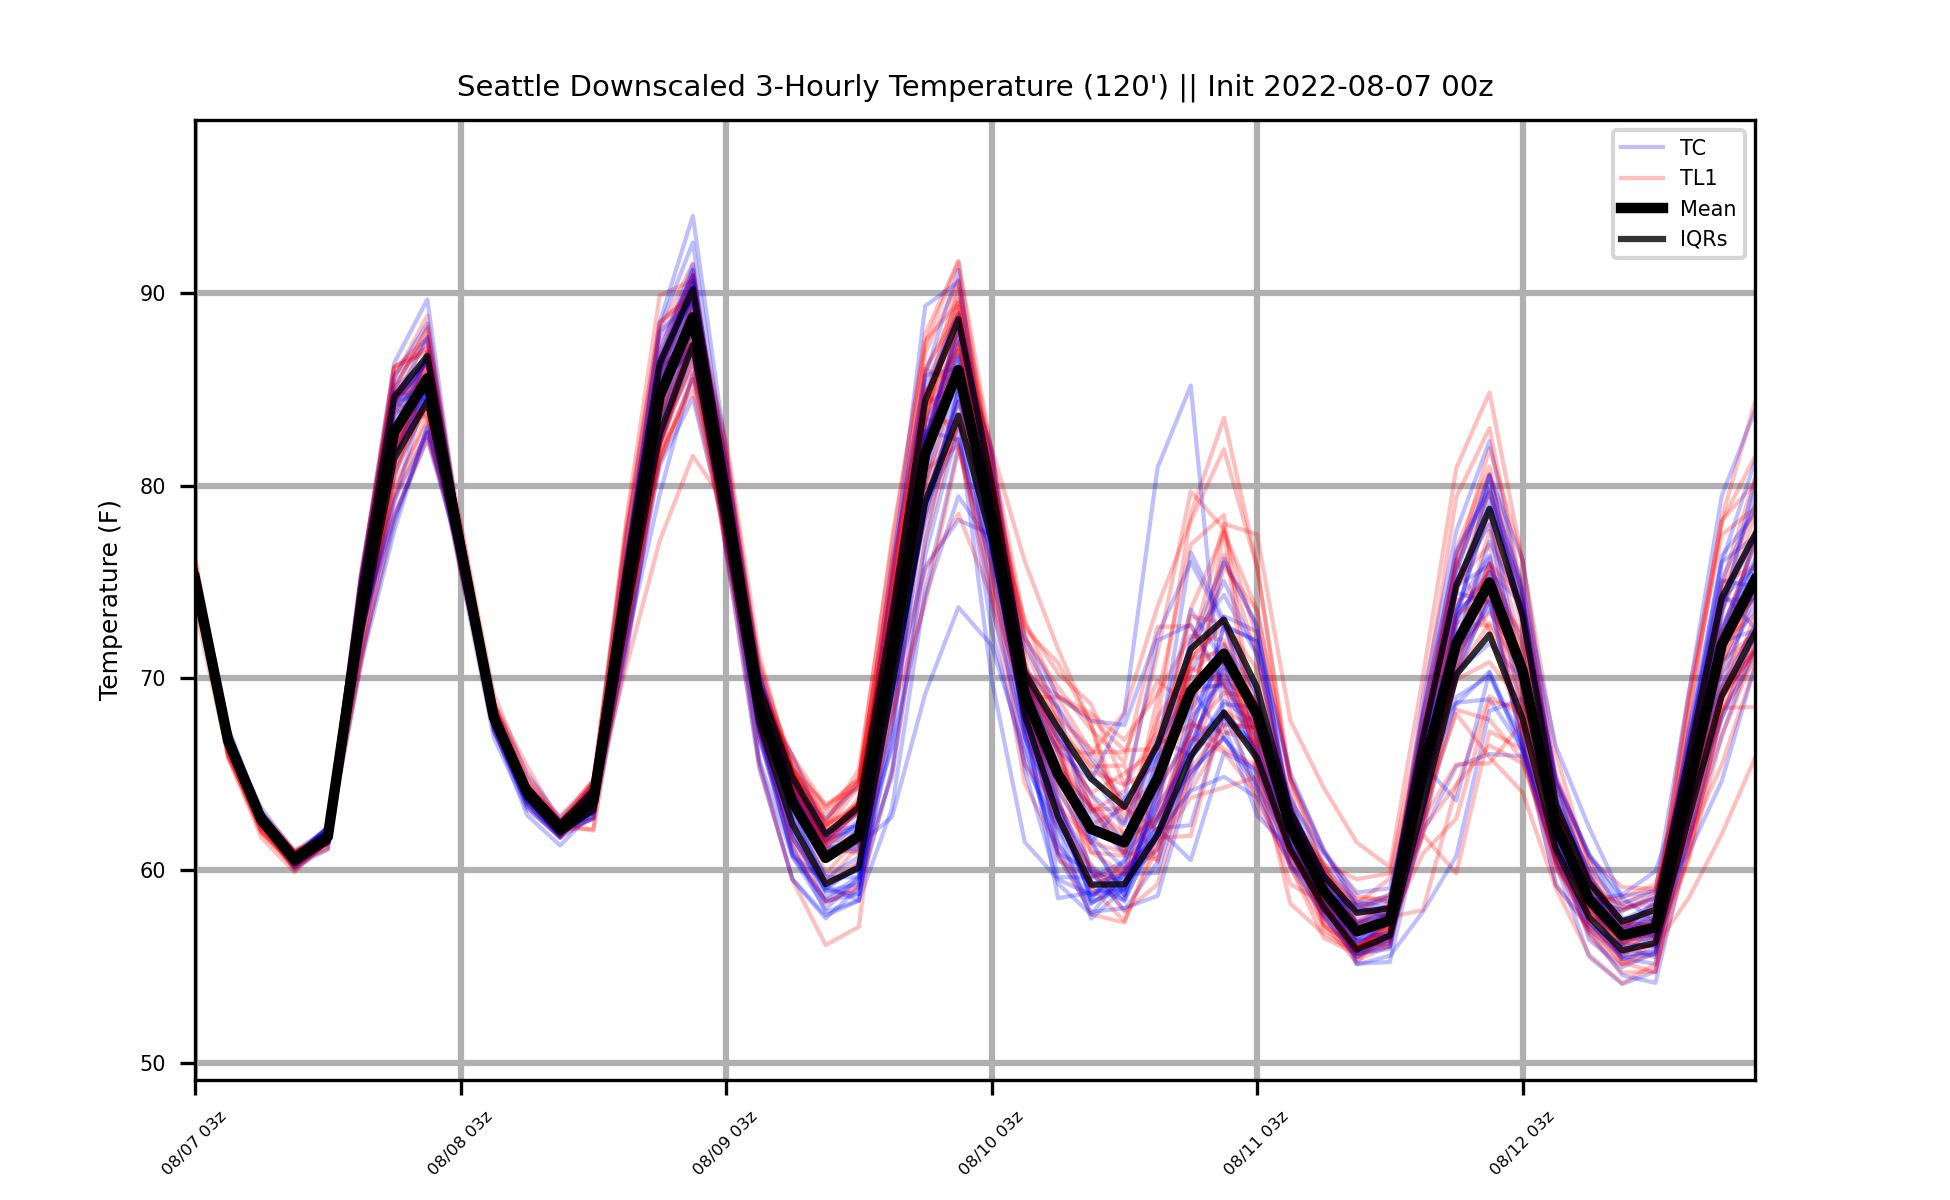 Seattle Downscaled 3-Hourly Temperature (120') || Init 2022-08-07 00z
TC
TL1
Mean
IQRs
Temperature (F)
90
80
70
60
50
08/07 03z
08/08 03z
08/09 03z
08/10 03z
08/11 03z
08/12 03z